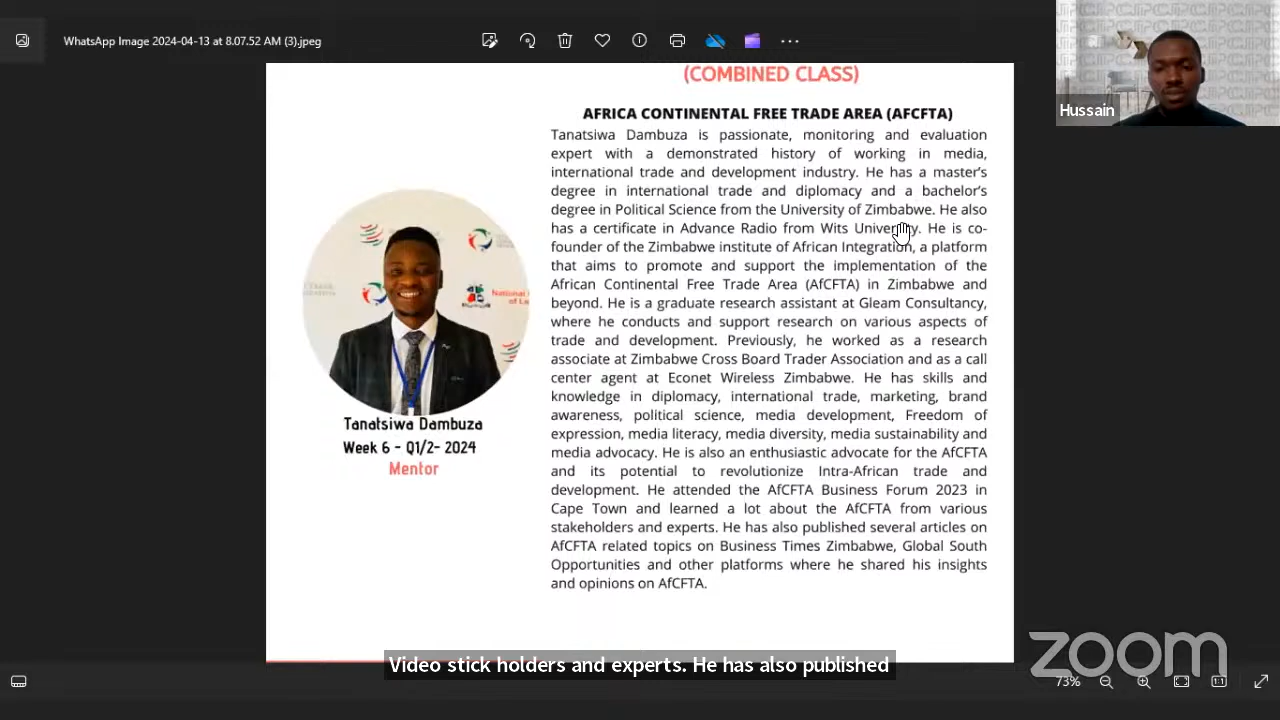 WhatsApp Image 2024-04-13 at 8.07.52 AM (3).jpeg
Hussain
(COMBINED CLASS)
AFRICA CONTINENTAL FREE TRADE AREA (AFCFTA)
Tanatsiwa Dambuza is passionate, monitoring and evaluation
expert with a demonstrated history of working in media,
international trade and development industry. He has a master's
degree in international trade and diplomacy and a bachelor's
degree in Political Science from the University of Zimbabwe. He also
has a certificate in Advance Radio from Wits University. He is co-
founder of the Zimbabwe institute of African Integration, a platform
that aims to promote and support the implementation of the
African Continental Free Trade Area (AfCFTA) in Zimbabwe and
beyond. He is a graduate research assistant at Gleam Consultancy,
where he conducts and support research on various aspects of
trade and development. Previously, he worked as a research
associate at Zimbabwe Cross Board Trader Association and as a call
center agent at Econet Wireless Zimbabwe. He has skills and
knowledge in diplomacy, international trade, marketing, brand
awareness, political science, media development, Freedom of
expression, media literacy, media diversity, media sustainability and
media advocacy. He is also an enthusiastic advocate for the AfCFTA
and its potential to revolutionize Intra-African trade and
development. He attended the AfCFTA Business Forum 2023 in
Cape Town and learned a lot about the AfCFTA from various
stakeholders and experts. He has also published several articles on
AfCFTA related topics on Business Times Zimbabwe, Global South
Opportunities and other platforms where he shared his insights
and opinions on AfCFTA.
Tanatsiwa Dambuza
Week 6 - Q1/2- 2024
Mentor
Video stick holders and experts. He has also published
zoom
73%